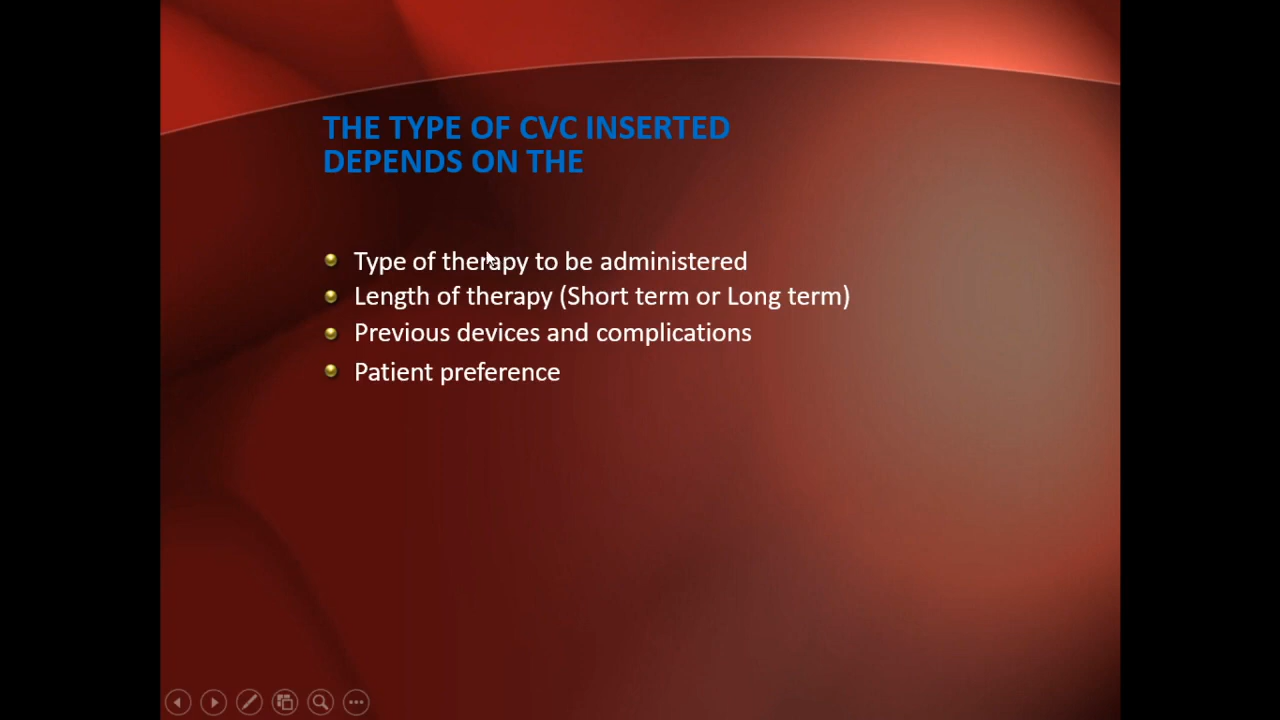 THE TYPE OF CVC INSERTED
DEPENDS ON THE
Type of therapy to be administered
Length of therapy (Short term or Long term)
Previous devices and complications
Patient preference